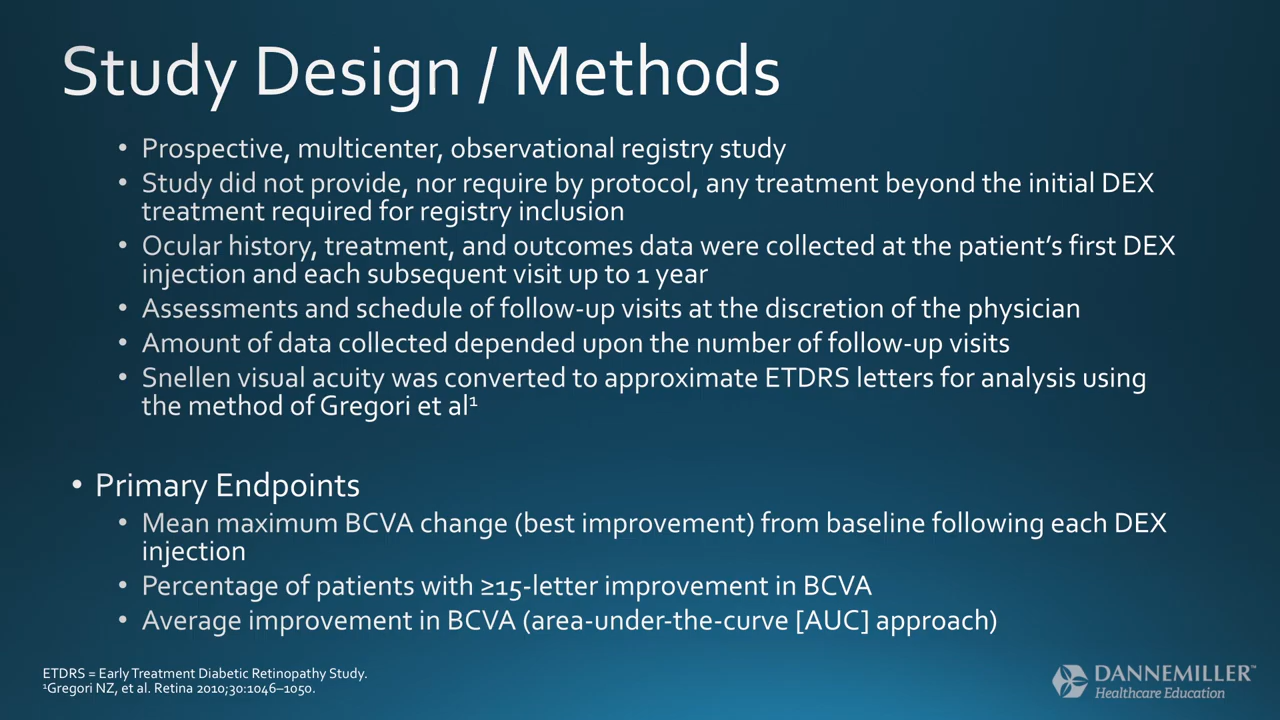 Study Design / Methods
• Prospective, multicenter, observational registry study
• Study did not provide, nor require by protocol, any treatment beyond the initial DEX
treatment required for registry inclusion
• Ocular history, treatment, and outcomes data were collected at the patient’s first DEX
injection and each subsequent visit up to 1 year
• Assessments and schedule of follow-up visits at the discretion of the physician
• Amount of data collected depended upon the number of follow-up visits
• Snellen visual acuity was converted to approximate ETDRS letters for analysis using
the method of Gregori et al¹
• Primary Endpoints
• Mean maximum BCVA change (best improvement) from baseline following each DEX
injection
• Percentage of patients with ≥15-letter improvement in BCVA
• Average improvement in BCVA (area-under-the-curve [AUC] approach)
ETDRS = Early Treatment Diabetic Retinopathy Study.
¹Gregori NZ, et al. Retina 2010;30:1046–1050.
DANNEMILLER™
Healthcare Education